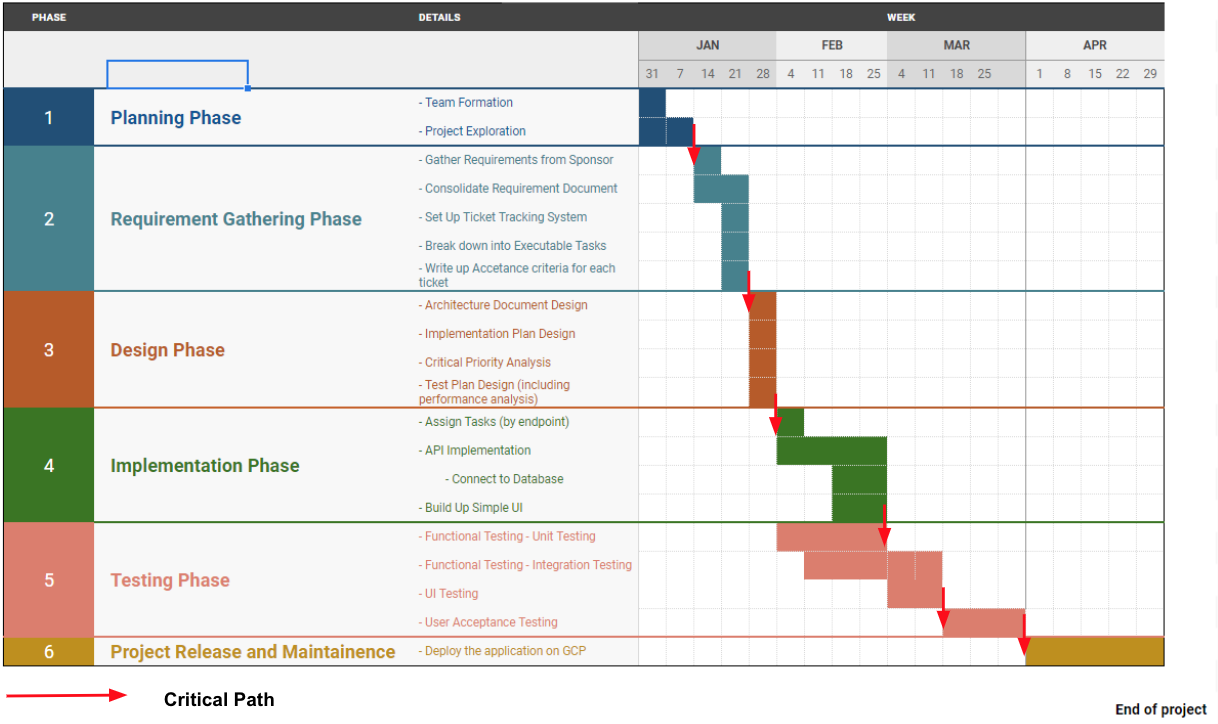 PHASE DETAILS WEEK
JAN FEB MAR APR
31 7 14 21 28 4 11 18 25 4 11 18 25 1 8 15 22 29
1 Planning Phase
- Team Formation
- Project Exploration
2 Requirement Gathering Phase
- Gather Requirements from Sponsor
- Consolidate Requirement Document
- Set Up Ticket Tracking System
- Break down into Executable Tasks
- Write up Accetance criteria for each
ticket
3 Design Phase
- Architecture Document Design
- Implementation Plan Design
- Critical Priority Analysis
- Test Plan Design (including
performance analysis)
4 Implementation Phase
- Assign Tasks (by endpoint)
- API Implementation
- Connect to Database
- Build Up Simple UI
5 Testing Phase
- Functional Testing - Unit Testing
- Functional Testing - Integration Testing
- UI Testing
- User Acceptance Testing
6 Project Release and Maintainence - Deploy the application on GCP
Critical Path
End of project